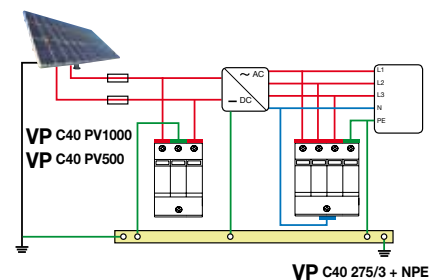 ~ AC
— DC
L1
L2
L3
N
PE
VP C40 PV1000
VP C40 PV500
VP C40 275/3 + NPE